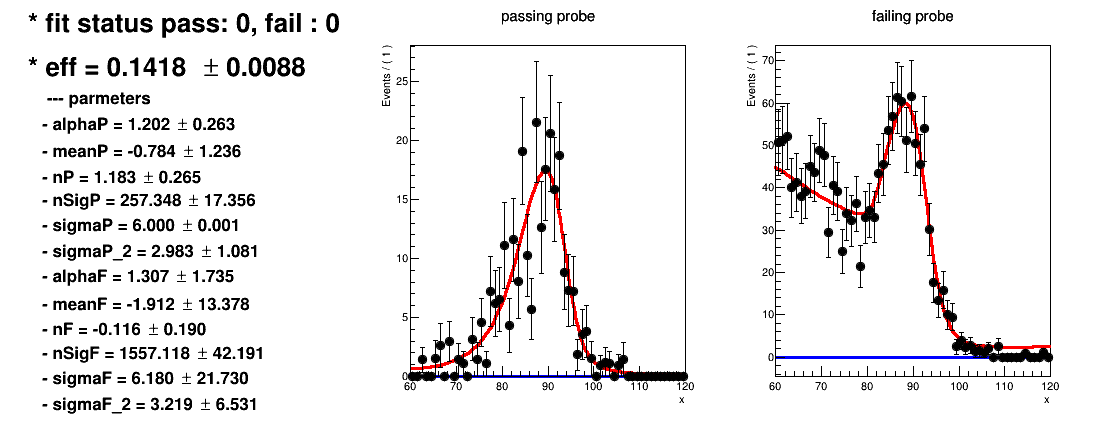 * fit status pass: 0, fail : 0
* eff = 0.1418 ± 0.0088
--- parmeters
- alphaP = 1.202 ± 0.263
- meanP = -0.784 ± 1.236
- nP = 1.183 ± 0.265
- nSigP = 257.348 ± 17.356
- sigmaP = 6.000 ± 0.001
- sigmaP_2 = 2.983 ± 1.081
- alphaF = 1.307 ± 1.735
- meanF = -1.912 ± 13.378
- nF = -0.116 ± 0.190
- nSigF = 1557.118 ± 42.191
- sigmaF = 6.180 ± 21.730
- sigmaF_2 = 3.219 ± 6.531
passing probe
Events / ( 1 )
25
20
15
10
5
0
60 70 80 90 100 110 120
x
failing probe
Events / ( 1 )
70
60
50
40
30
20
10
0
60 70 80 90 100 110 120
x